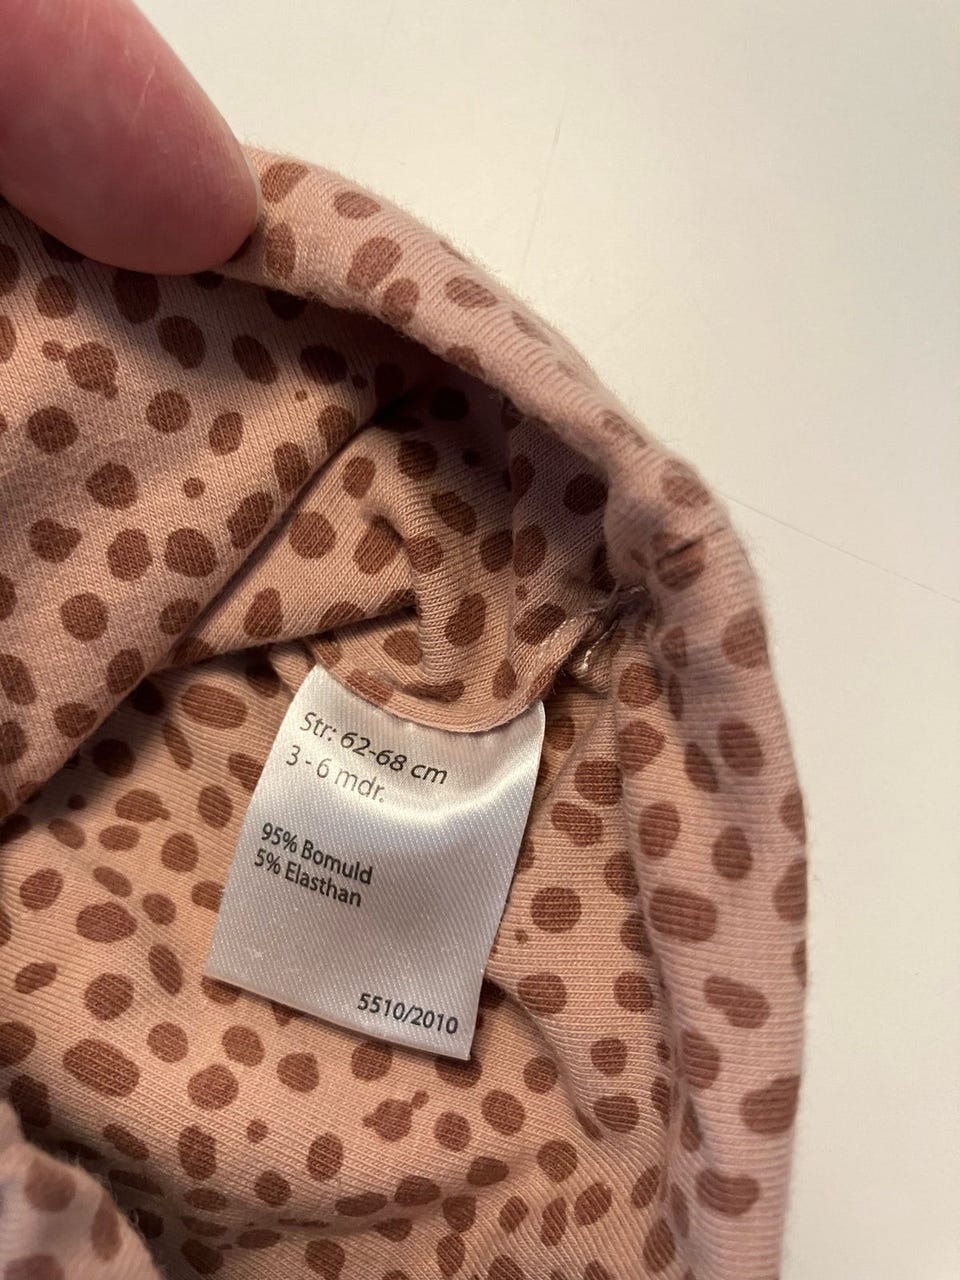 Str: 62-68 cm
3 - 6 mdr.
95% Bomuld
5% Elasthan
5510/2010